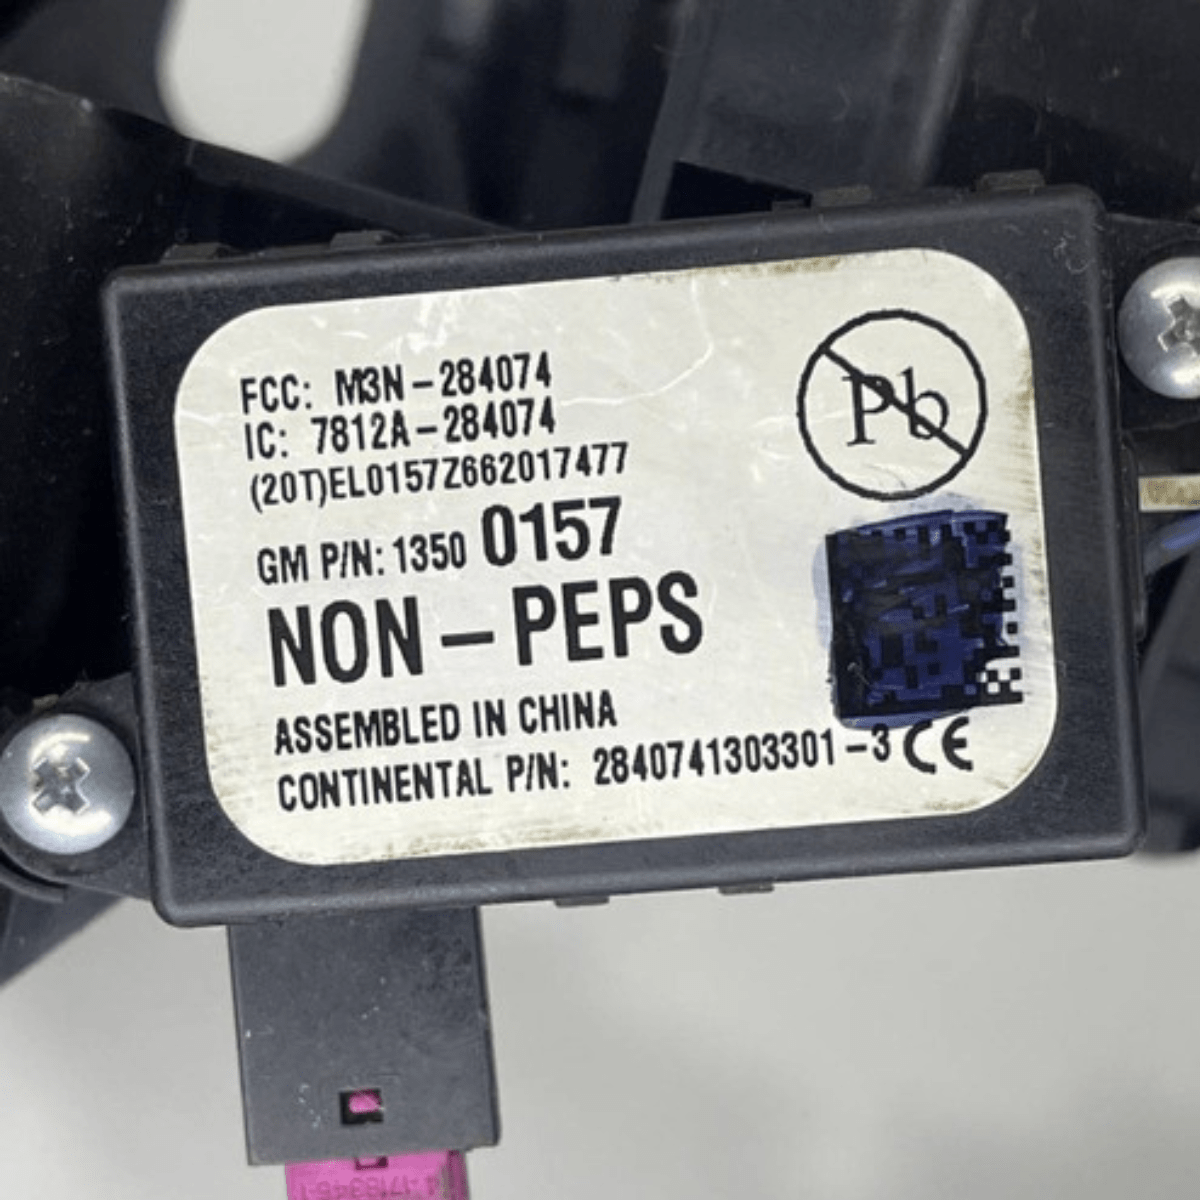 FCC: M3N-284074
IC: 7812A-284074
(20T)EL0157Z662017477
GM P/N: 1350 0157
NON-PEPS
ASSEMBLED IN CHINA
CONTINENTAL P/N: 2840741303301-3 CE
Pb